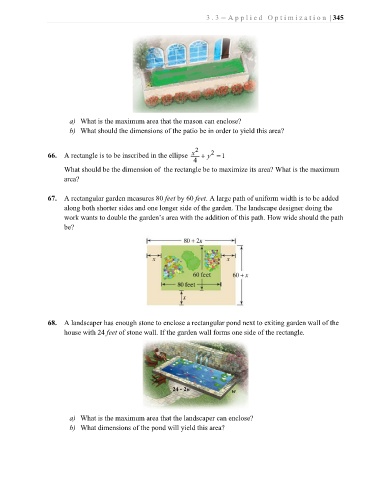 3.3—Applied Optimization | 345
a) What is the maximum area that the mason can enclose?
b) What should the dimensions of the patio be in order to yield this area?
66. A rectangle is to be inscribed in the ellipse x²/4 + y² = 1
What should be the dimension of the rectangle be to maximize its area? What is the maximum
area?
67. A rectangular garden measures 80 feet by 60 feet. A large path of uniform width is to be added
along both shorter sides and one longer side of the garden. The landscape designer doing the
work wants to double the garden's area with the addition of this path. How wide should the path
be?
80 + 2x
x
x
60 feet
60 + x
80 feet
x
68. A landscaper has enough stone to enclose a rectangular pond next to exiting garden wall of the
house with 24 feet of stone wall. If the garden wall forms one side of the rectangle.
24 – 2w
w
a) What is the maximum area that the landscaper can enclose?
b) What dimensions of the pond will yield this area?